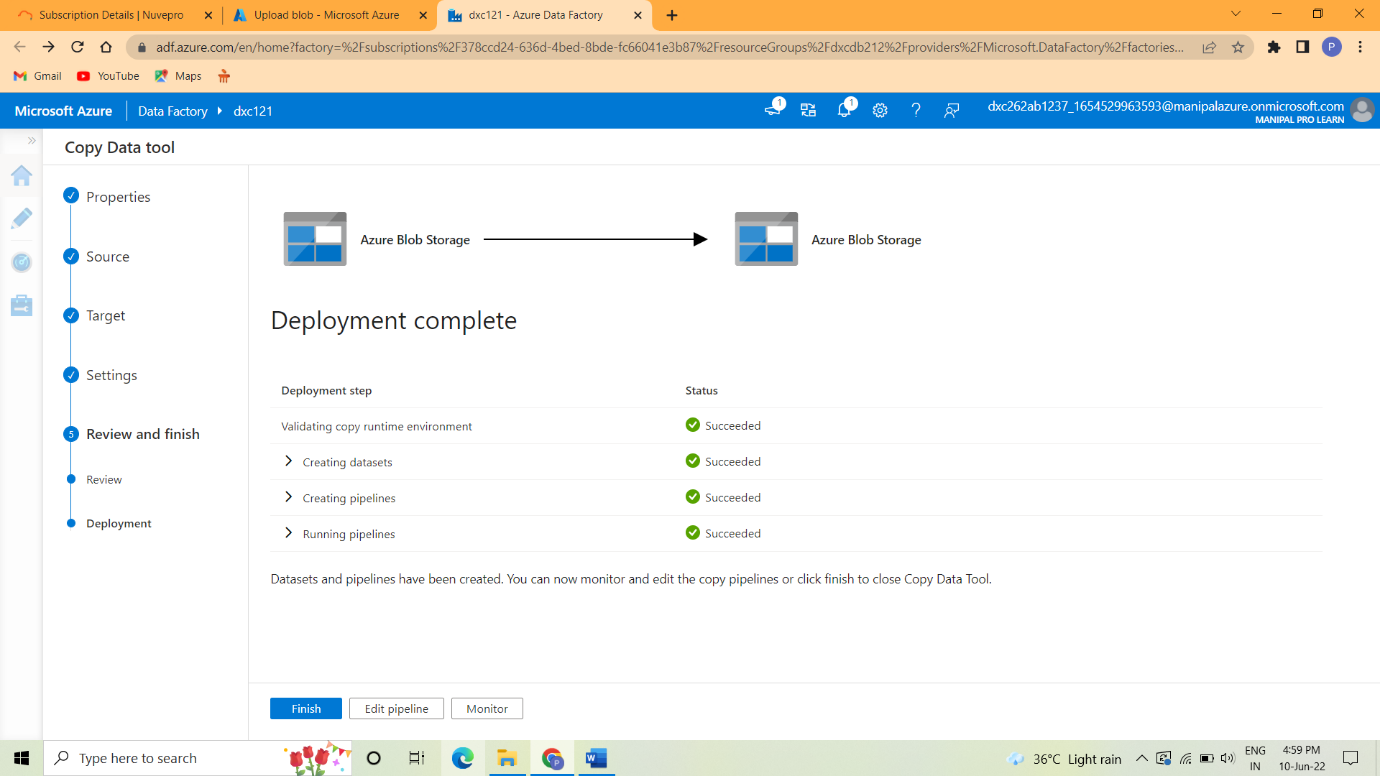 Subscription Details | Nuvepro
Upload blob - Microsoft Azure
dxc121 - Azure Data Factory
adf.azure.com/en/home?factory=%2Fsubscriptions%2F378ccd24-636d-4bed-8bde-fc66041e3b87%2FresourceGroups%2Fdxcdb212%2Fproviders%2FMicrosoft.DataFactory%2Ffactories...
P
Gmail
YouTube
Maps
Microsoft Azure
Data Factory
dxc121
1
1
dxc262ab1237_1654529963593@manipalazure.onmicrosoft.com
MANIPAL PRO LEARN
Copy Data tool
Properties
Source
Target
Settings
5 Review and finish
Review
Deployment
Azure Blob Storage
Azure Blob Storage
Deployment complete
Deployment step Status
Validating copy runtime environment Succeeded
Creating datasets Succeeded
Creating pipelines Succeeded
Running pipelines Succeeded
Datasets and pipelines have been created. You can now monitor and edit the copy pipelines or click finish to close Copy Data Tool.
Finish Edit pipeline Monitor
Type here to search
36°C Light rain
ENG
IN
4:59 PM
10-Jun-22